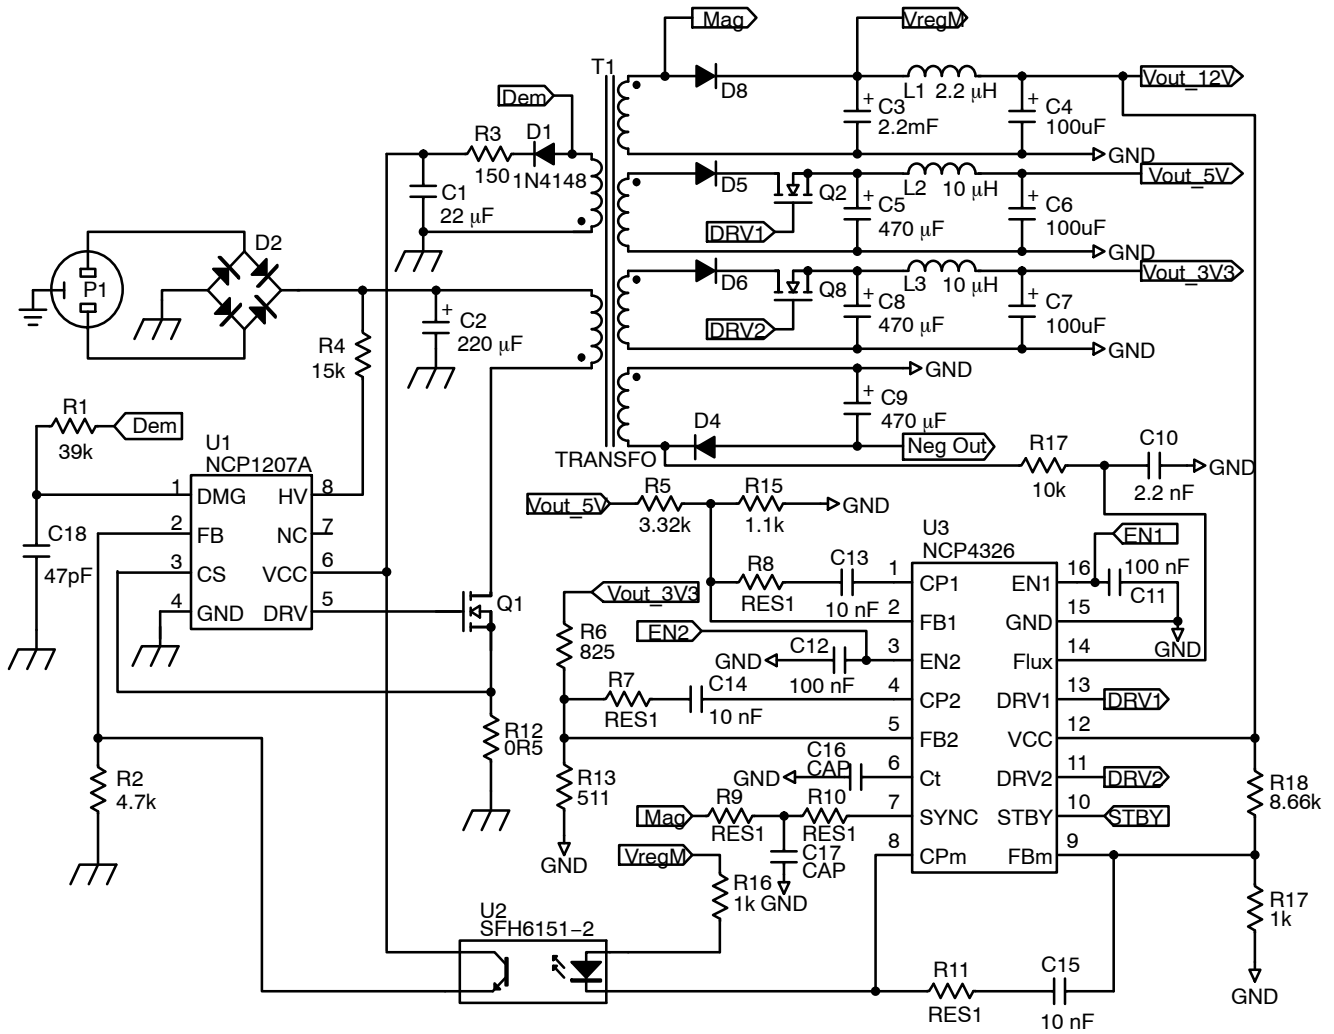 Mag
VregM
T1
D8
L1 2.2 μH
Vout_12V
Dem
+
C3
2.2mF
+
C4
100uF
R3
D1
150
1N4148
GND
C1
22 μF
D5
Q2
L2 10 μH
Vout_5V
DRV1
+
C5
470 μF
+
C6
100uF
D2
GND
P1
D6
Q8
L3 10 μH
Vout_3V3
+
C2
220 μF
DRV2
+
C8
470 μF
+
C7
100uF
R4
15k
GND
GND
R1
39k
Dem
+
C9
470 μF
D4
Neg Out
TRANSFO
U1
NCP1207A
R17
10k
C10
2.2 nF
GND
1 DMG HV 8
2 FB NC 7
3 CS VCC 6
4 GND DRV 5
C18
47pF
Vout_5V
R5
3.32k
R15
1.1k
GND
U3
NCP4326
EN1
R8
RES1
C13
10 nF
100 nF
C11
1 CP1 EN1 16
2 FB1 GND 15
3 EN2 Flux 14
4 CP2 DRV1 13
5 FB2 VCC 12
6 Ct DRV2 11
7 SYNC STBY 10
8 CPm FBm 9
GND
Q1
Vout_3V3
EN2
R6
825
GND
C12
100 nF
R7
RES1
C14
10 nF
DRV1
R12
0R5
R2
4.7k
R13
511
GND
C16
CAP
GND
DRV2
R18
8.66k
Mag
R9
RES1
R10
RES1
STBY
C17
CAP
GND
VregM
R16
1k
R17
1k
GND
U2
SFH6151-2
R11
RES1
C15
10 nF